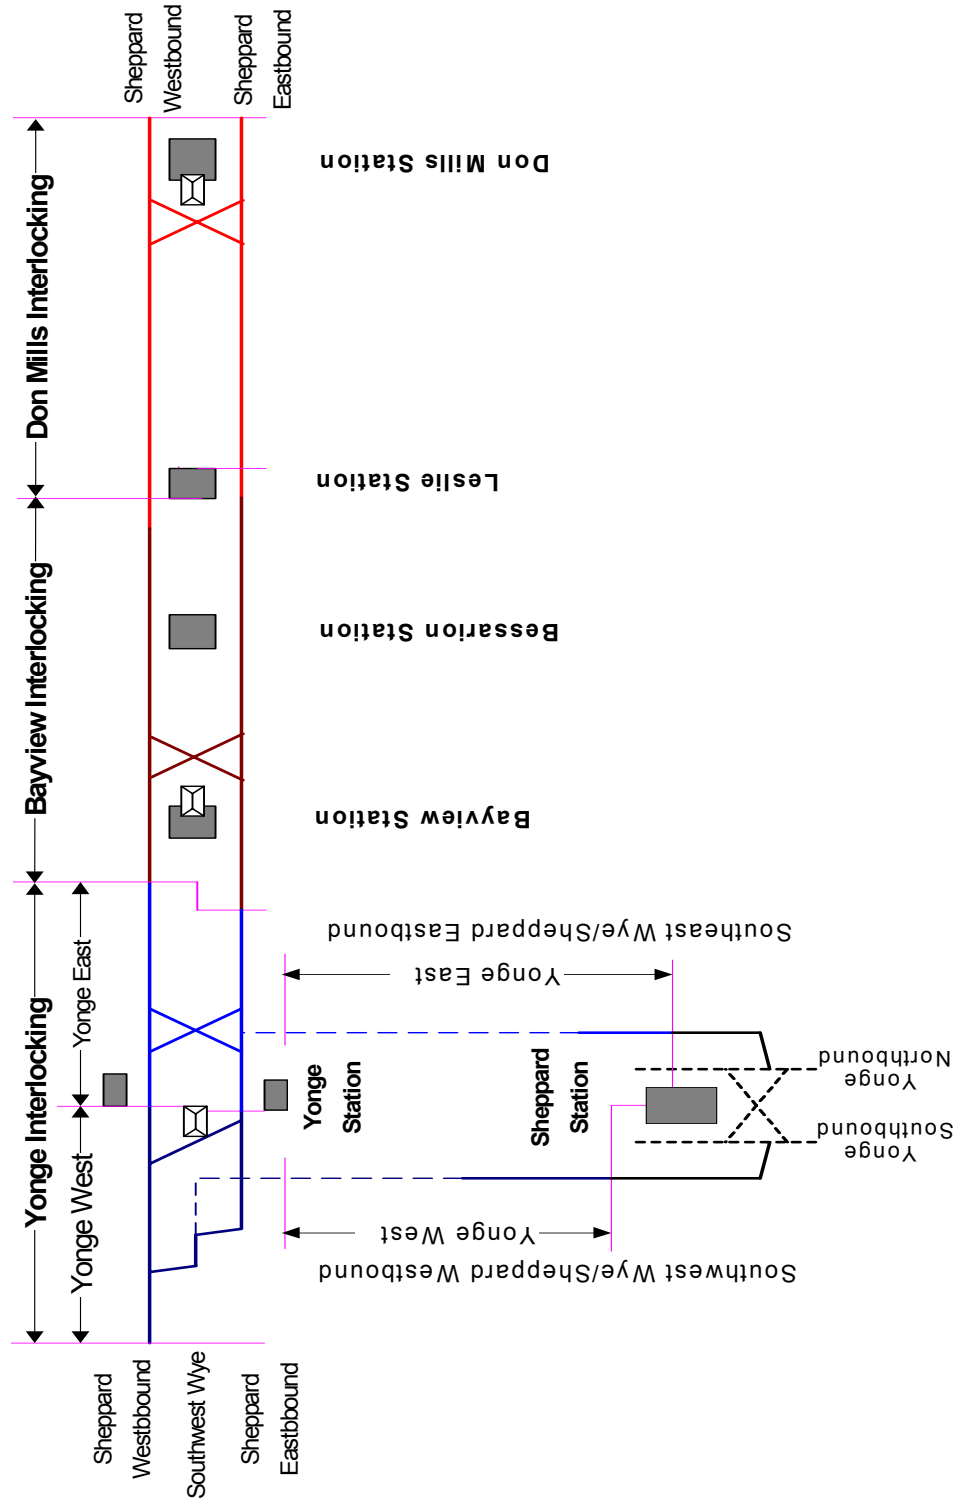 Sheppard
Westbound
Sheppard
Eastbound
Don Mills Interlocking
Bayview Interlocking
Yonge Interlocking
Yonge East
Yonge West
Don Mills Station
Leslie Station
Bessarion Station
Bayview Station
Southeast Wye/Sheppard Eastbound
Yonge East
Yonge
Station
Sheppard
Station
Yonge
Northbound
Yonge
Southbound
Yonge West
Southwest Wye/Sheppard Westbound
Sheppard
Westbbound
Southwest Wye
Sheppard
Eastbbound